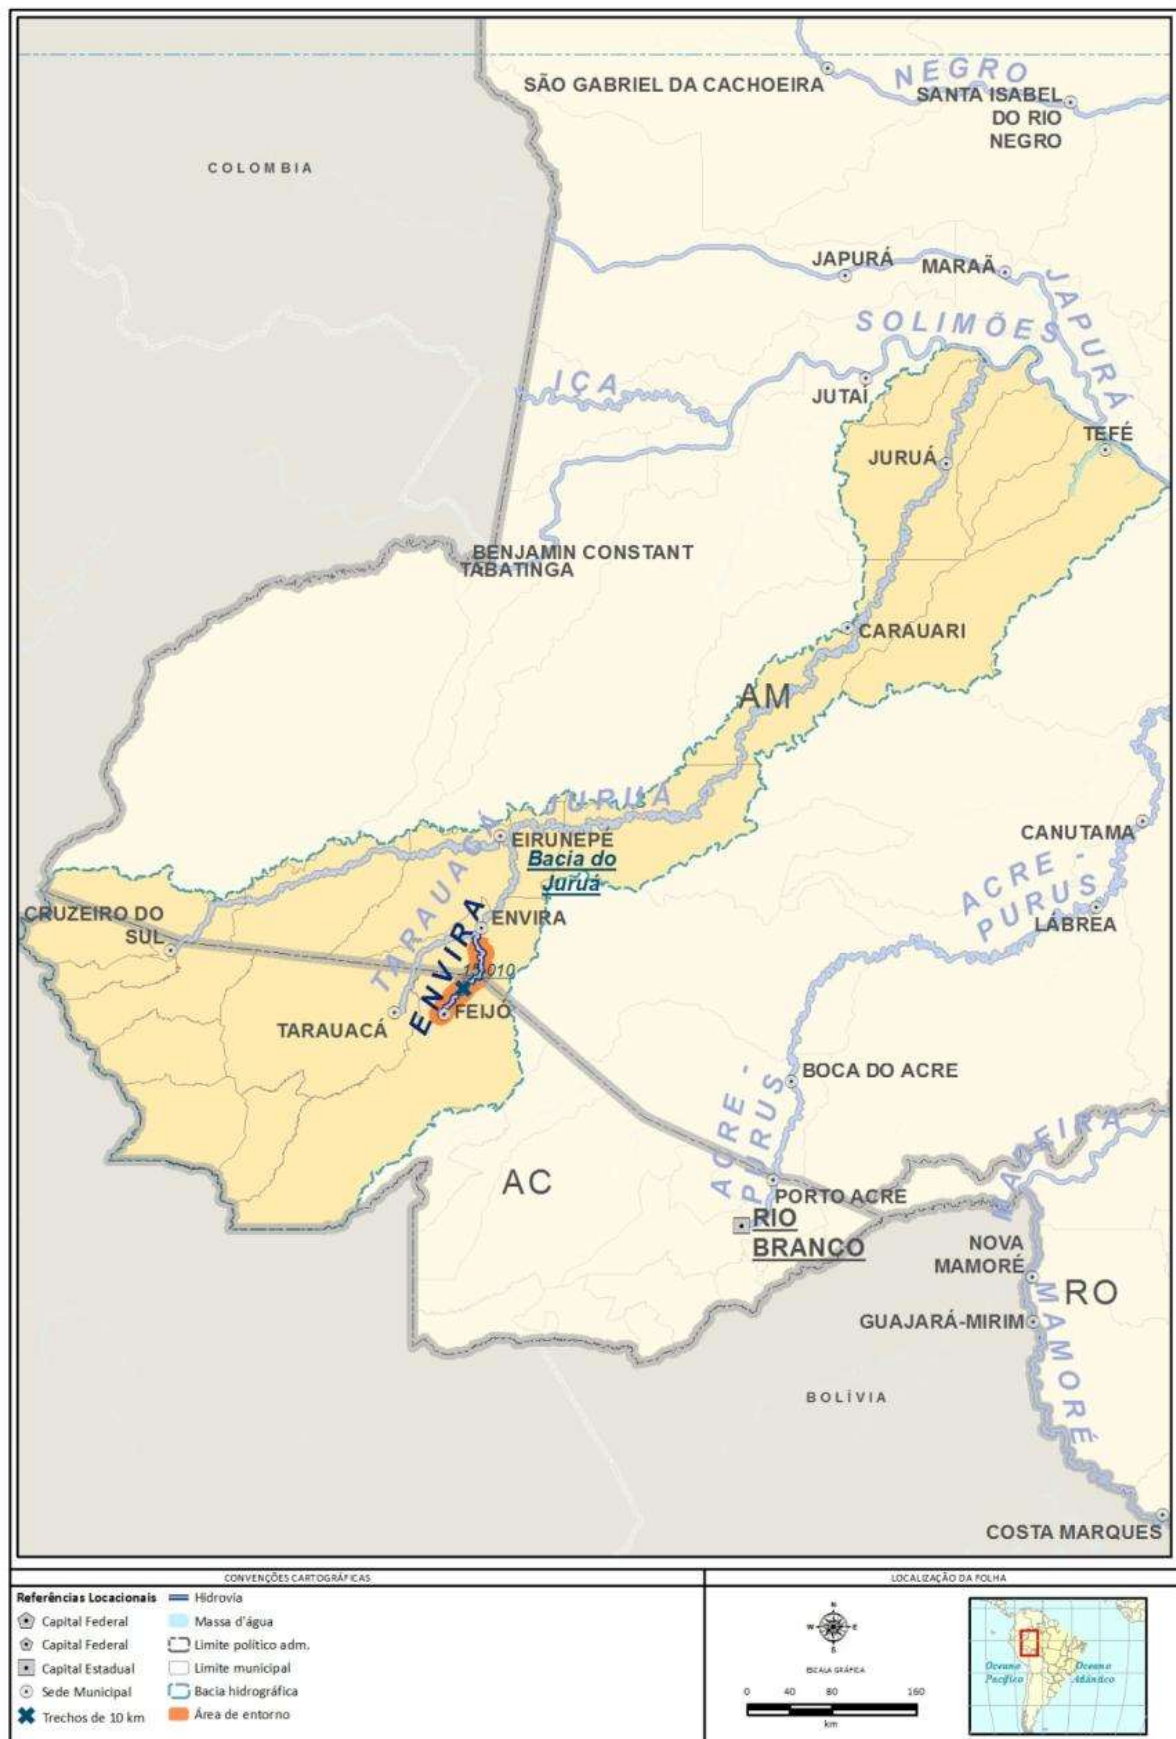 NEGRO
SÃO GABRIEL DA CACHOEIRA
SANTA ISABEL
DO RIO
NEGRO
COLOMBIA
JAPURÁ
MARAÃ
JAPURÁ
SOLIMÕES
IÇA
JUTAÍ
TEFÉ
JURUÁ
BENJAMIN CONSTANT
TABATINGA
CARAUARI
AM
JURUÁ
TARAUACÁ
EIRUNEPÉ
CANUTAMA
Bacia do
Juruá
ACRE -
PURUS
CRUZEIRO DO
SUL
ENVIRA
LÁBREA
ENVIRA
FEIJÓ
TARAUACÁ
BOCA DO ACRE
ACRE -
PURUS
MADEIRA
AC
PORTO ACRE
RIO
BRANCO
NOVA
MAMORÉ
RO
GUAJARÁ-MIRIM
MAMORÉ
BOLÍVIA
COSTA MARQUES
CONVENÇÕES CARTOGRÁFICAS
Referências Locacionais
Capital Federal
Capital Federal
Capital Estadual
Sede Municipal
Trechos de 10 km
Hidrovia
Massa d'água
Limite político adm.
Limite municipal
Bacia hidrográfica
Área de entorno
LOCALIZAÇÃO DA FOLHA
N
W E
S
ESCALA GRÁFICA
0 40 80 160
km
Oceano
Pacífico
Oceano
Atlântico